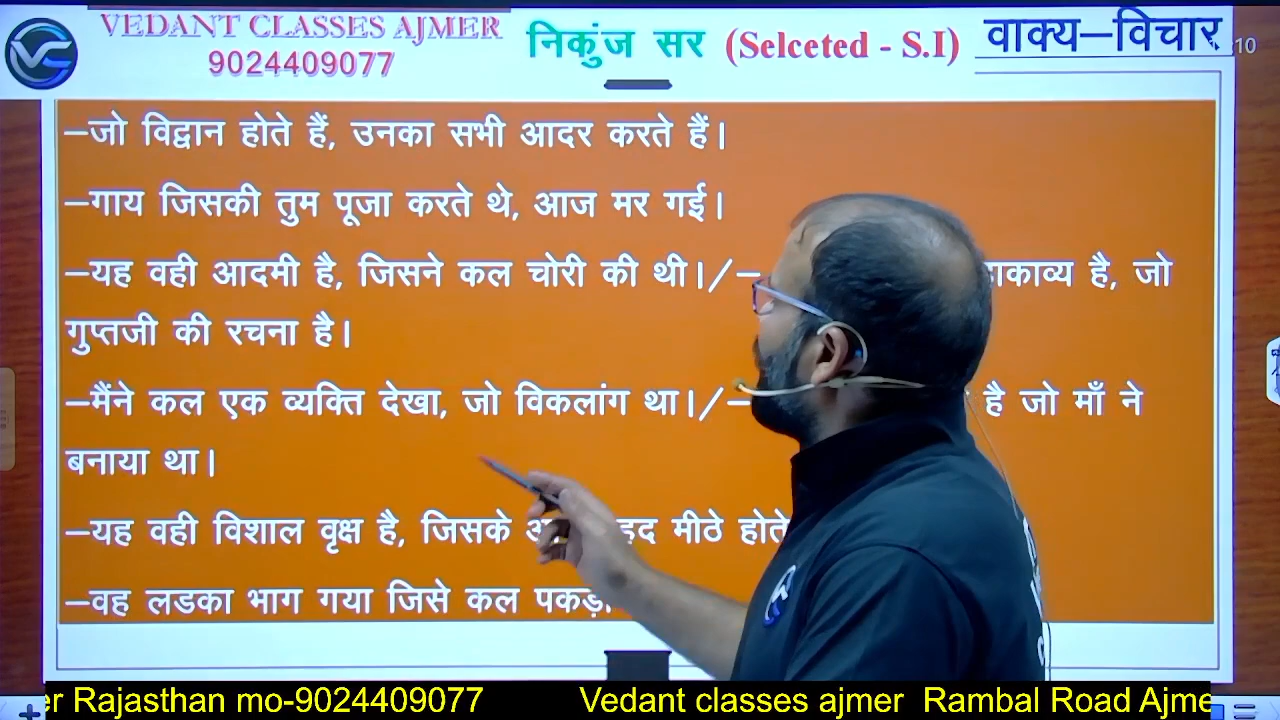 VEDANT CLASSES AJMER
9024409077
निकुंज सर (Selceted - S.I)
वाक्य–विचार
10
–जो विद्वान होते हैं, उनका सभी आदर करते हैं।
–गाय जिसकी तुम पूजा करते थे, आज मर गई।
–यह वही आदमी है, जिसने कल चोरी की थी।/– है, जो
गुप्तजी की रचना है।
–मैंने कल एक व्यक्ति देखा, जो विकलांग था।/– है जो माँ ने
बनाया था।
–यह वही विशाल वृक्ष है, जिसके मीठे होते
–वह लडका भाग गया जिसे कल
Rajasthan mo-9024409077 Vedant classes ajmer Rambal Road